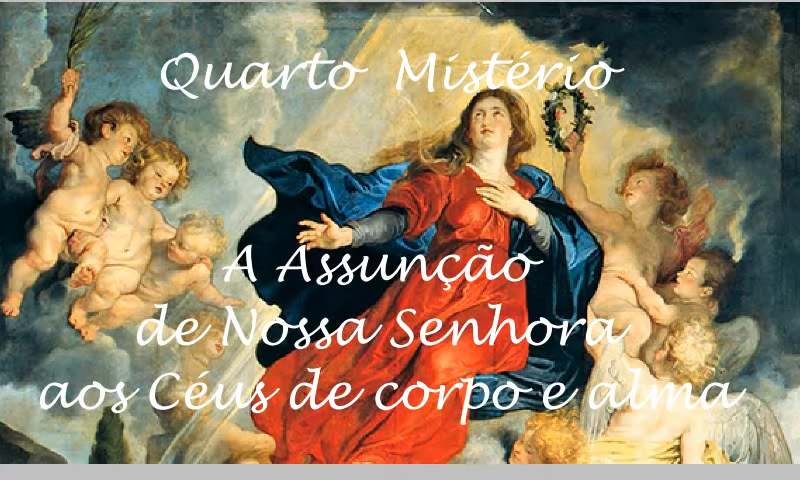 Quarto Mistério
A Assunção
de Nossa Senhora
aos Céus de corpo e alma